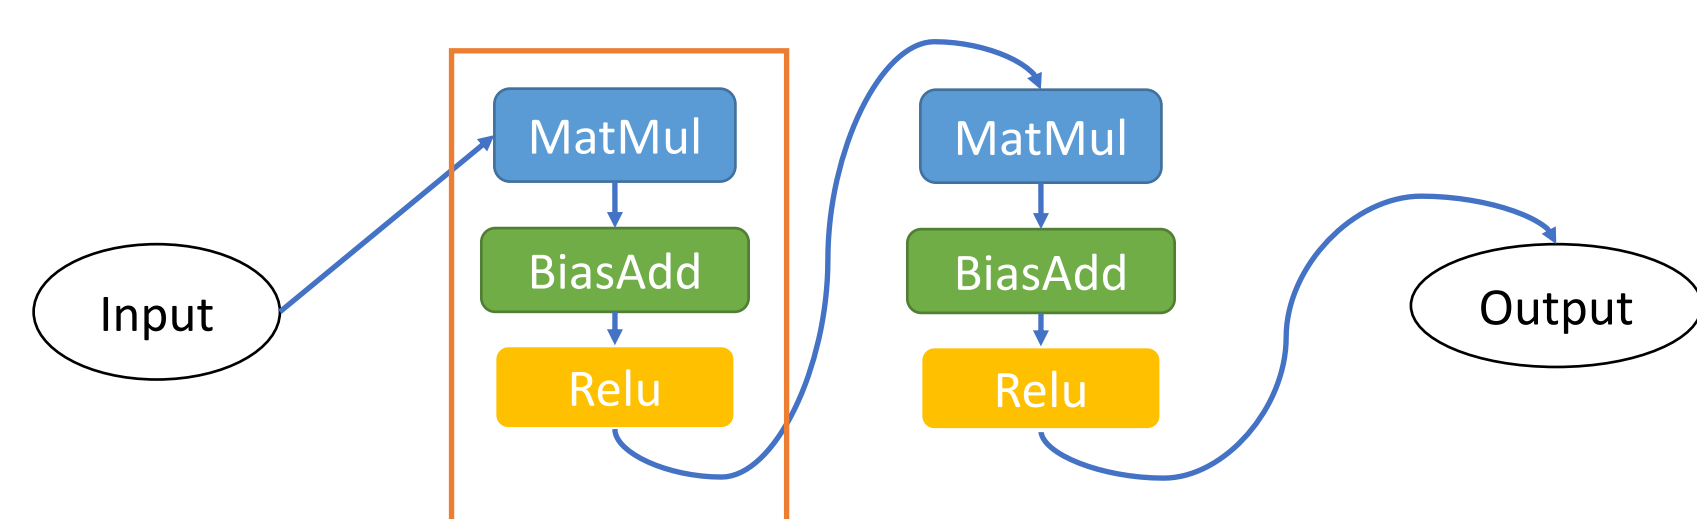 Input
MatMul
BiasAdd
Relu
MatMul
BiasAdd
Relu
Output